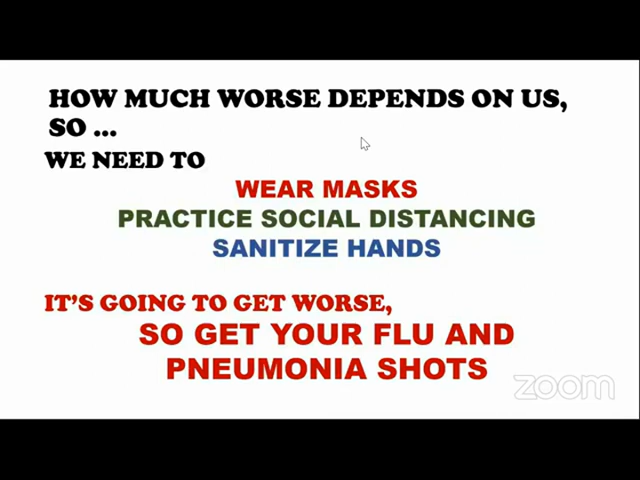 HOW MUCH WORSE DEPENDS ON US,
SO ...
WE NEED TO
WEAR MASKS
PRACTICE SOCIAL DISTANCING
SANITIZE HANDS
IT'S GOING TO GET WORSE,
SO GET YOUR FLU AND
PNEUMONIA SHOTS
zoom